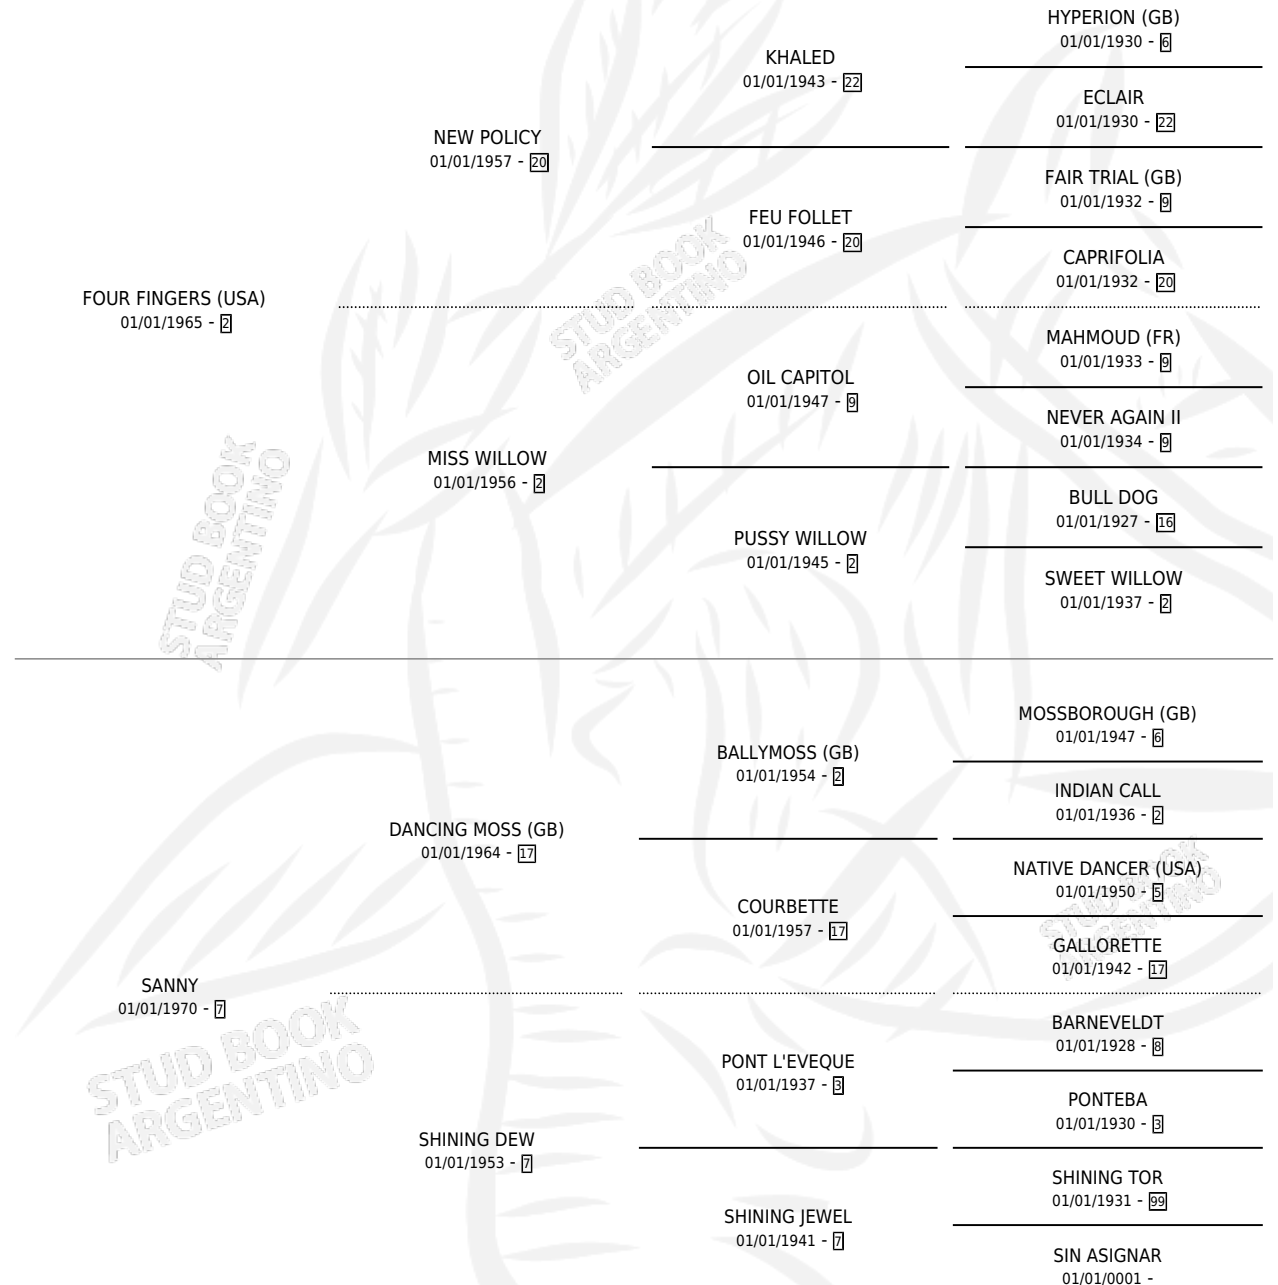 HYPERION (GB)
01/01/1930 - 6
KHALED
01/01/1943 - 22
ECLAIR
01/01/1930 - 22
NEW POLICY
01/01/1957 - 20
FAIR TRIAL (GB)
01/01/1932 - 9
FEU FOLLET
01/01/1946 - 20
CAPRIFOLIA
01/01/1932 - 20
FOUR FINGERS (USA)
01/01/1965 - 2
STUD BOOK
ARGENTINO
MAHMOUD (FR)
01/01/1933 - 9
OIL CAPITOL
01/01/1947 - 9
NEVER AGAIN II
01/01/1934 - 9
MISS WILLOW
01/01/1956 - 2
BULL DOG
01/01/1927 - 16
PUSSY WILLOW
01/01/1945 - 2
SWEET WILLOW
01/01/1937 - 2
STUD BOOK
ARGENTINO
MOSSBOROUGH (GB)
01/01/1947 - 6
BALLYMOSS (GB)
01/01/1954 - 2
INDIAN CALL
01/01/1936 - 2
DANCING MOSS (GB)
01/01/1964 - 17
NATIVE DANCER (USA)
01/01/1950 - 5
STUD BOOK
ARGENTINO
COURBETTE
01/01/1957 - 17
GALLORETTE
01/01/1942 - 17
SANNY
01/01/1970 - 7
STUD BOOK
ARGENTINO
BARNEVELDT
01/01/1928 - 8
PONT L'EVEQUE
01/01/1937 - 3
PONTEBA
01/01/1930 - 3
SHINING DEW
01/01/1953 - 7
SHINING TOR
01/01/1931 - 99
SHINING JEWEL
01/01/1941 - 7
SIN ASIGNAR
01/01/0001 -